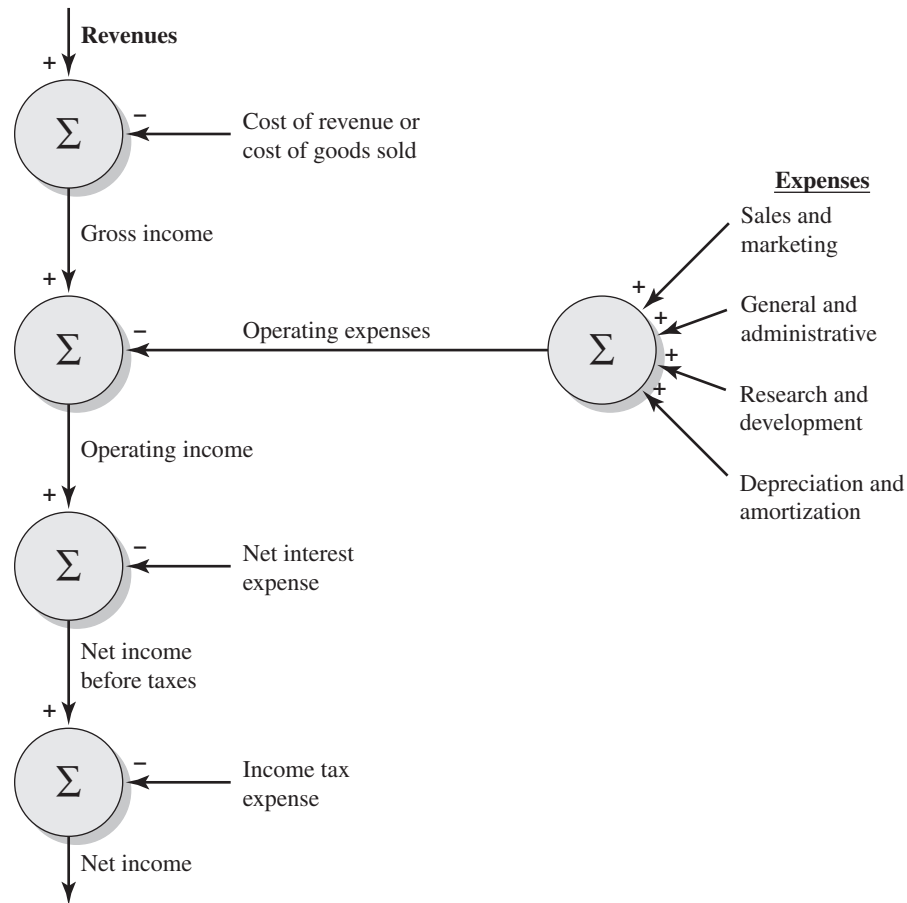 Revenues
+
Σ
−
Cost of revenue or
cost of goods sold
Gross income
+
Σ
−
Operating expenses
Σ
Expenses
+
Sales and
marketing
+
General and
administrative
+
Research and
development
+
Depreciation and
amortization
Operating income
+
Σ
−
Net interest
expense
Net income
before taxes
+
Σ
−
Income tax
expense
Net income